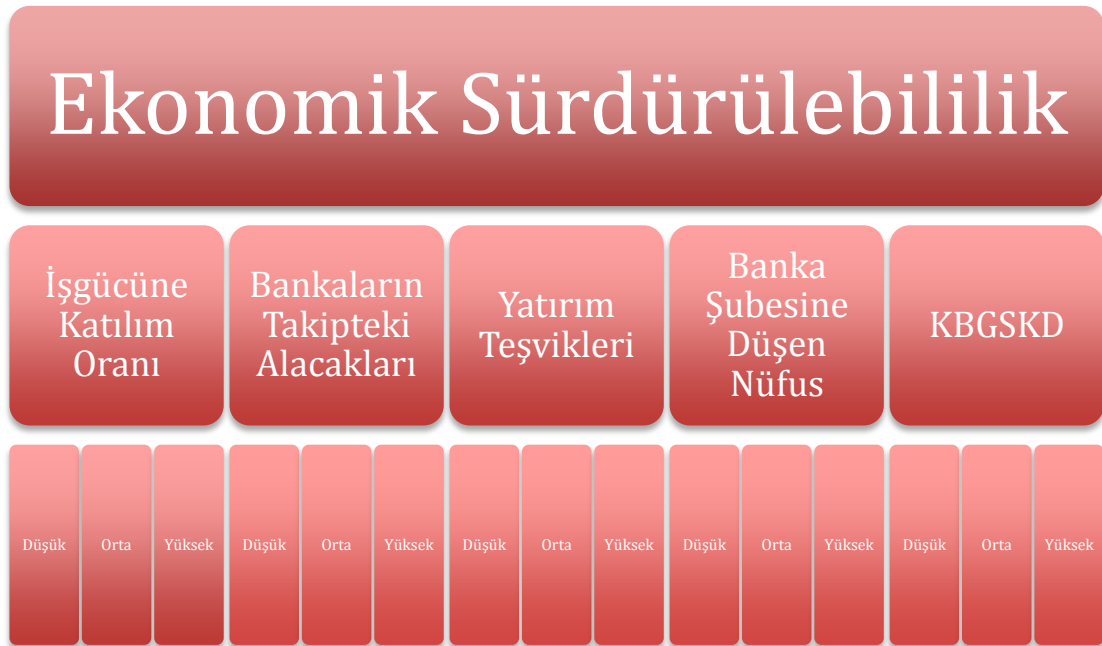 Ekonomik Sürdürülebililik
İşgücüne
Katılım
Oranı
Bankaların
Takipteki
Alacakları
Yatırım
Teşvikleri
Banka
Şubesine
Düşen
Nüfus
KBGSKD
Düşük
Orta
Yüksek
Düşük
Orta
Yüksek
Düşük
Orta
Yüksek
Düşük
Orta
Yüksek
Düşük
Orta
Yüksek